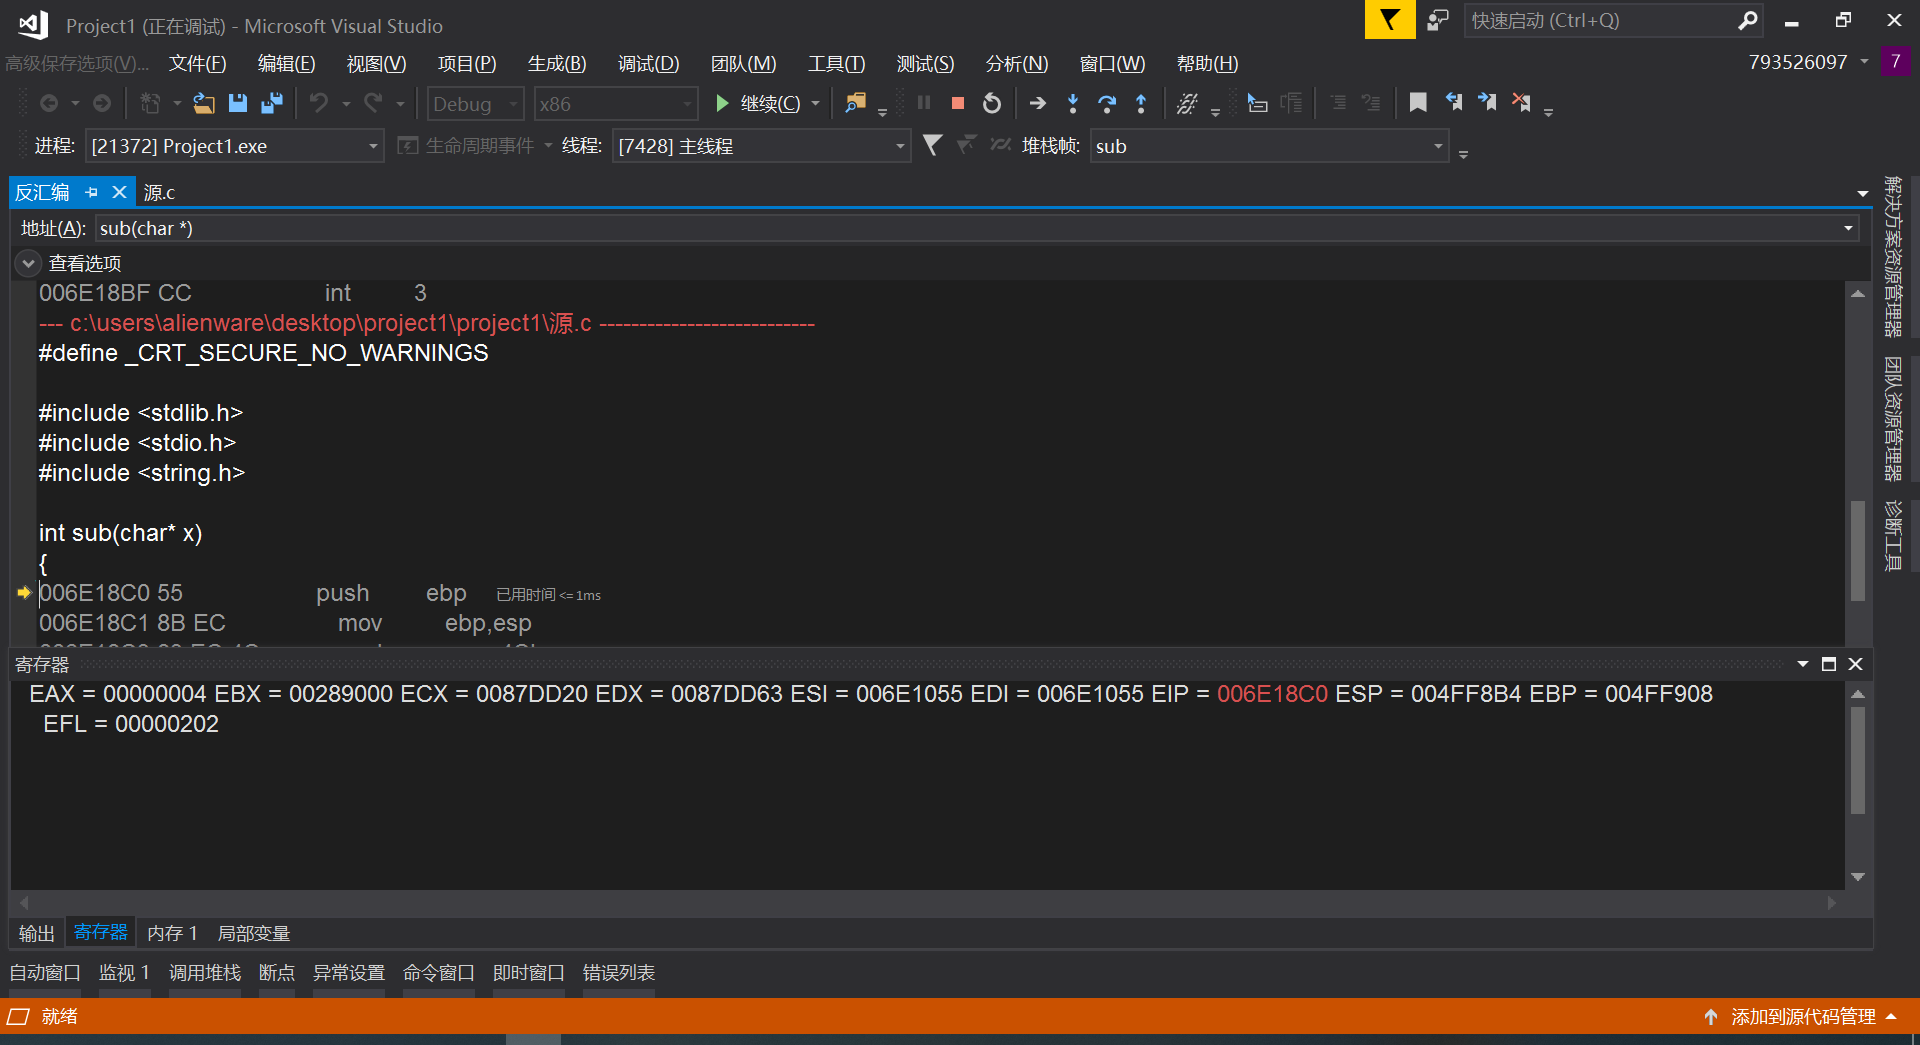 Project1 (正在调试) - Microsoft Visual Studio
快速启动 (Ctrl+Q)
高级保存选项(V)... 文件(F) 编辑(E) 视图(V) 项目(P) 生成(B) 调试(D) 团队(M) 工具(T) 测试(S) 分析(N) 窗口(W) 帮助(H) 793526097 7
Debug x86 继续(C)
进程: [21372] Project1.exe 生命周期事件 线程: [7428] 主线程 堆栈帧: sub
反汇编 源.c
地址(A): sub(char *)
查看选项
006E18BF CC int 3
--- c:\users\alienware\desktop\project1\project1\源.c ---------------------------
#define _CRT_SECURE_NO_WARNINGS
#include <stdlib.h>
#include <stdio.h>
#include <string.h>
int sub(char* x)
{
006E18C0 55 push ebp 已用时间 <= 1ms
006E18C1 8B EC mov ebp,esp
寄存器
EAX = 00000004 EBX = 00289000 ECX = 0087DD20 EDX = 0087DD63 ESI = 006E1055 EDI = 006E1055 EIP = 006E18C0 ESP = 004FF8B4 EBP = 004FF908
EFL = 00000202
输出 寄存器 内存 1 局部变量
自动窗口 监视 1 调用堆栈 断点 异常设置 命令窗口 即时窗口 错误列表
就绪 添加到源代码管理
解决方案资源管理器
团队资源管理器
诊断工具